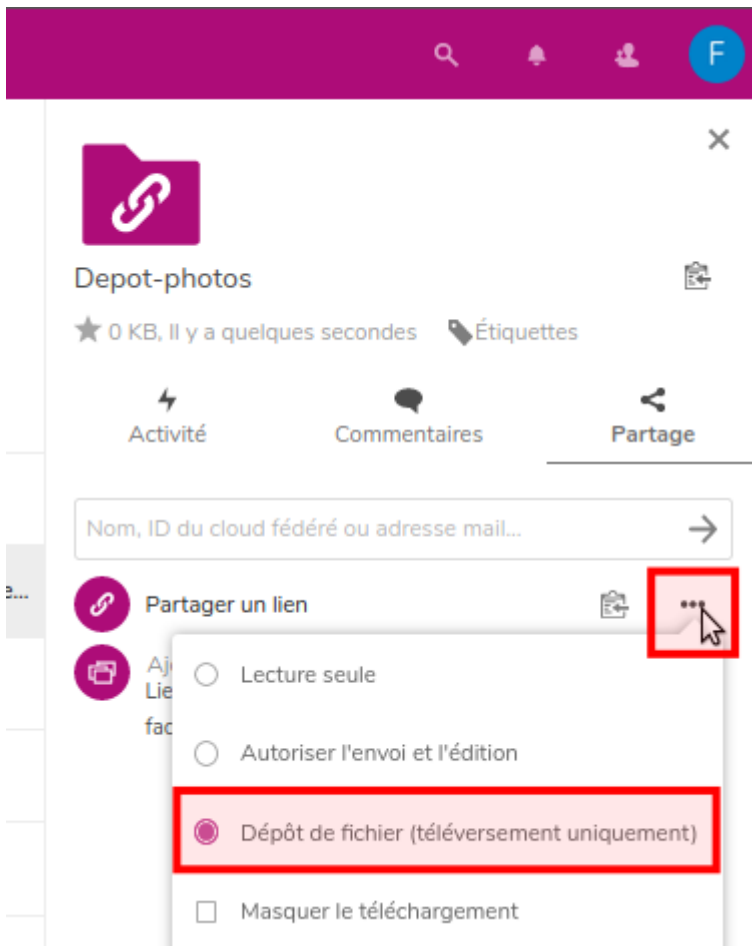 F
Depot-photos
0 KB, Il y a quelques secondes Étiquettes
Activité Commentaires Partage
Nom, ID du cloud fédéré ou adresse mail...
Partager un lien
Lecture seule
Autoriser l'envoi et l'édition
Dépôt de fichier (téléversement uniquement)
Masquer le téléchargement